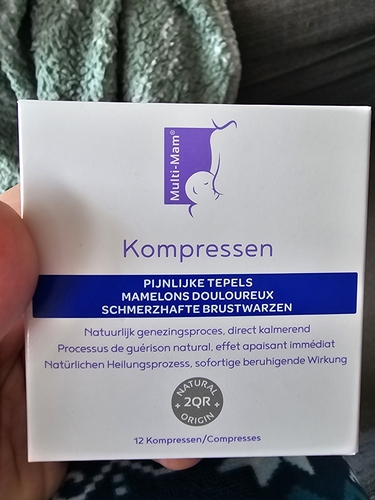 Multi-Mam®
Kompressen
PIJNLIJKE TEPELS
MAMELONS DOULOUREUX
SCHMERZHAFTE BRUSTWARZEN
Natuurlijk genezingsproces, direct kalmerend
Processus de guérison natural, effet apaisant immédiat
Natürlichen Heilungsprozess, sofortige beruhigende Wirkung
NATURAL
2QR
ORIGIN
12 Kompressen/Compresses